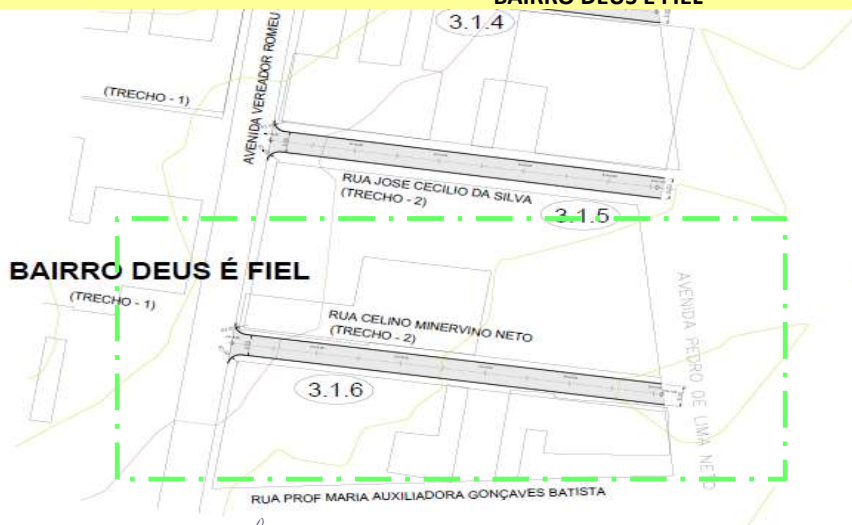 BAIRRO DEUS É FIEL
3.1.4
AVENIDA VEREADOR ROMEU
(TRECHO - 1)
RUA JOSE CECILIO DA SILVA
(TRECHO - 2)
3.1.5
BAIRRO DEUS É FIEL
(TRECHO - 1)
RUA CELINO MINERVINO NETO
(TRECHO - 2)
AVENIDA PEDRO DE LIMA NETO
3.1.6
RUA PROF MARIA AUXILIADORA GONÇAVES BATISTA